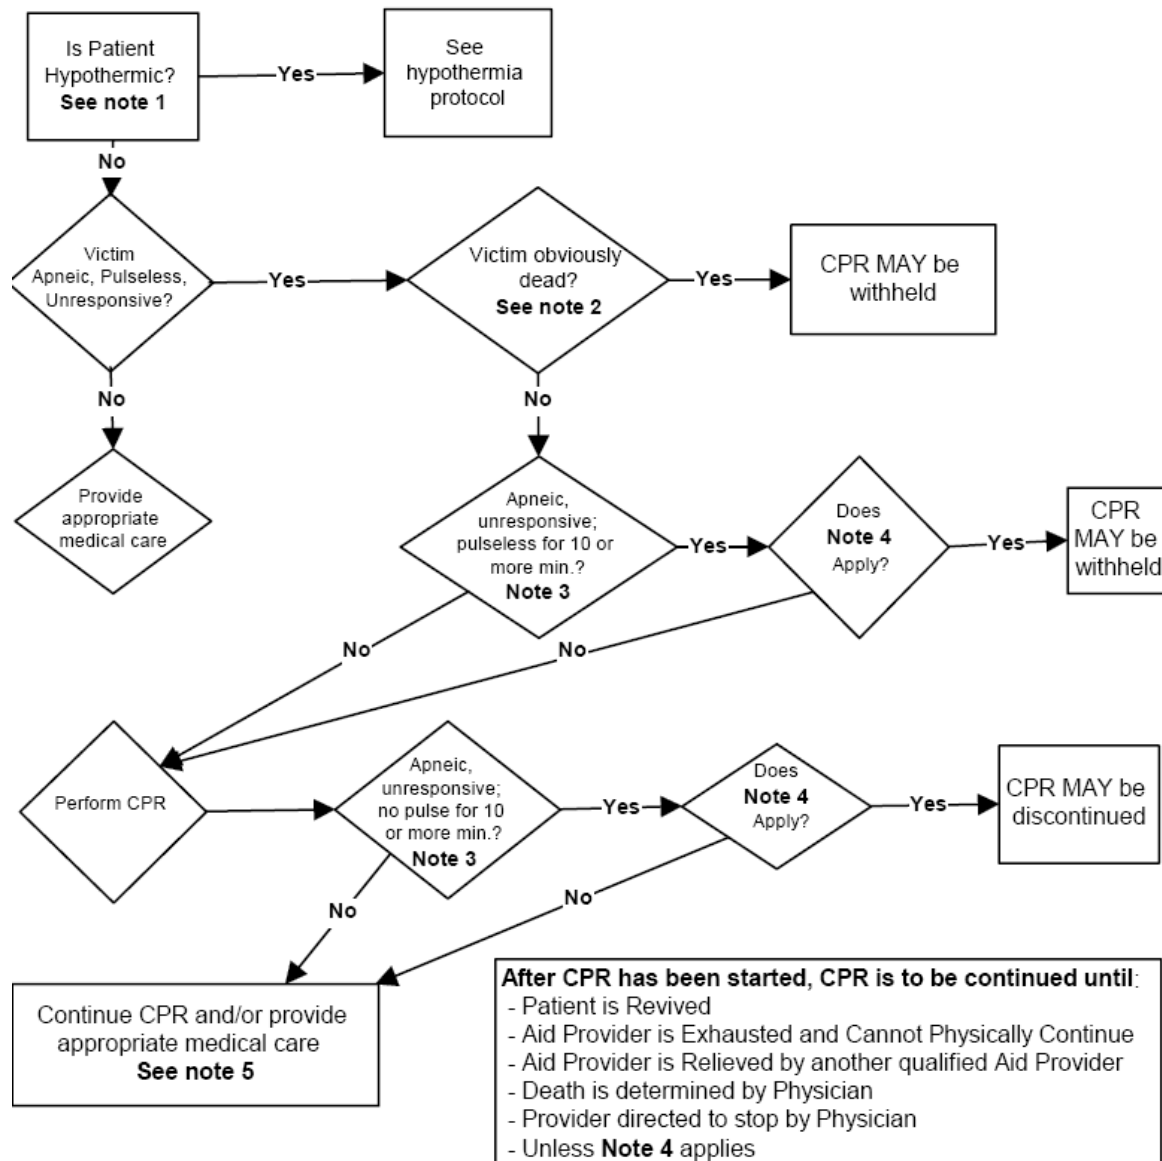 Is Patient
Hypothermic?
See note 1
Yes
See
hypothermia
protocol
No
Victim
Apneic, Pulseless,
Unresponsive?
Yes
Victim obviously
dead?
See note 2
Yes
CPR MAY be
withheld
No
No
Provide
appropriate
medical care
Apneic,
unresponsive;
pulseless for 10 or
more min.?
Note 3
Yes
Does
Note 4
Apply?
Yes
CPR
MAY be
withheld
No
No
Perform CPR
Apneic,
unresponsive;
no pulse for 10
or more min.?
Note 3
Yes
Does
Note 4
Apply?
Yes
CPR MAY be
discontinued
No
No
Continue CPR and/or provide
appropriate medical care
See note 5
After CPR has been started, CPR is to be continued until:
- Patient is Revived
- Aid Provider is Exhausted and Cannot Physically Continue
- Aid Provider is Relieved by another qualified Aid Provider
- Death is determined by Physician
- Provider directed to stop by Physician
- Unless Note 4 applies